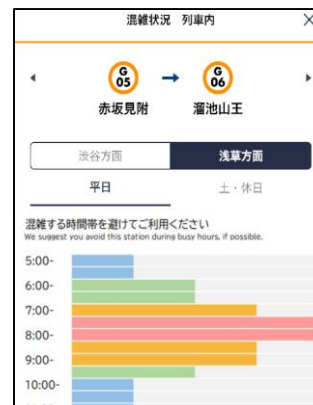 混雑状況 列車内 ×
◀ G 05 → G 06 ▶
赤坂見附 溜池山王
渋谷方面 浅草方面
平日 土・休日
混雑する時間帯を避けてご利用ください
We suggest you avoid this station during busy hours, if possible.
5:00-
6:00-
7:00-
8:00-
9:00-
10:00-